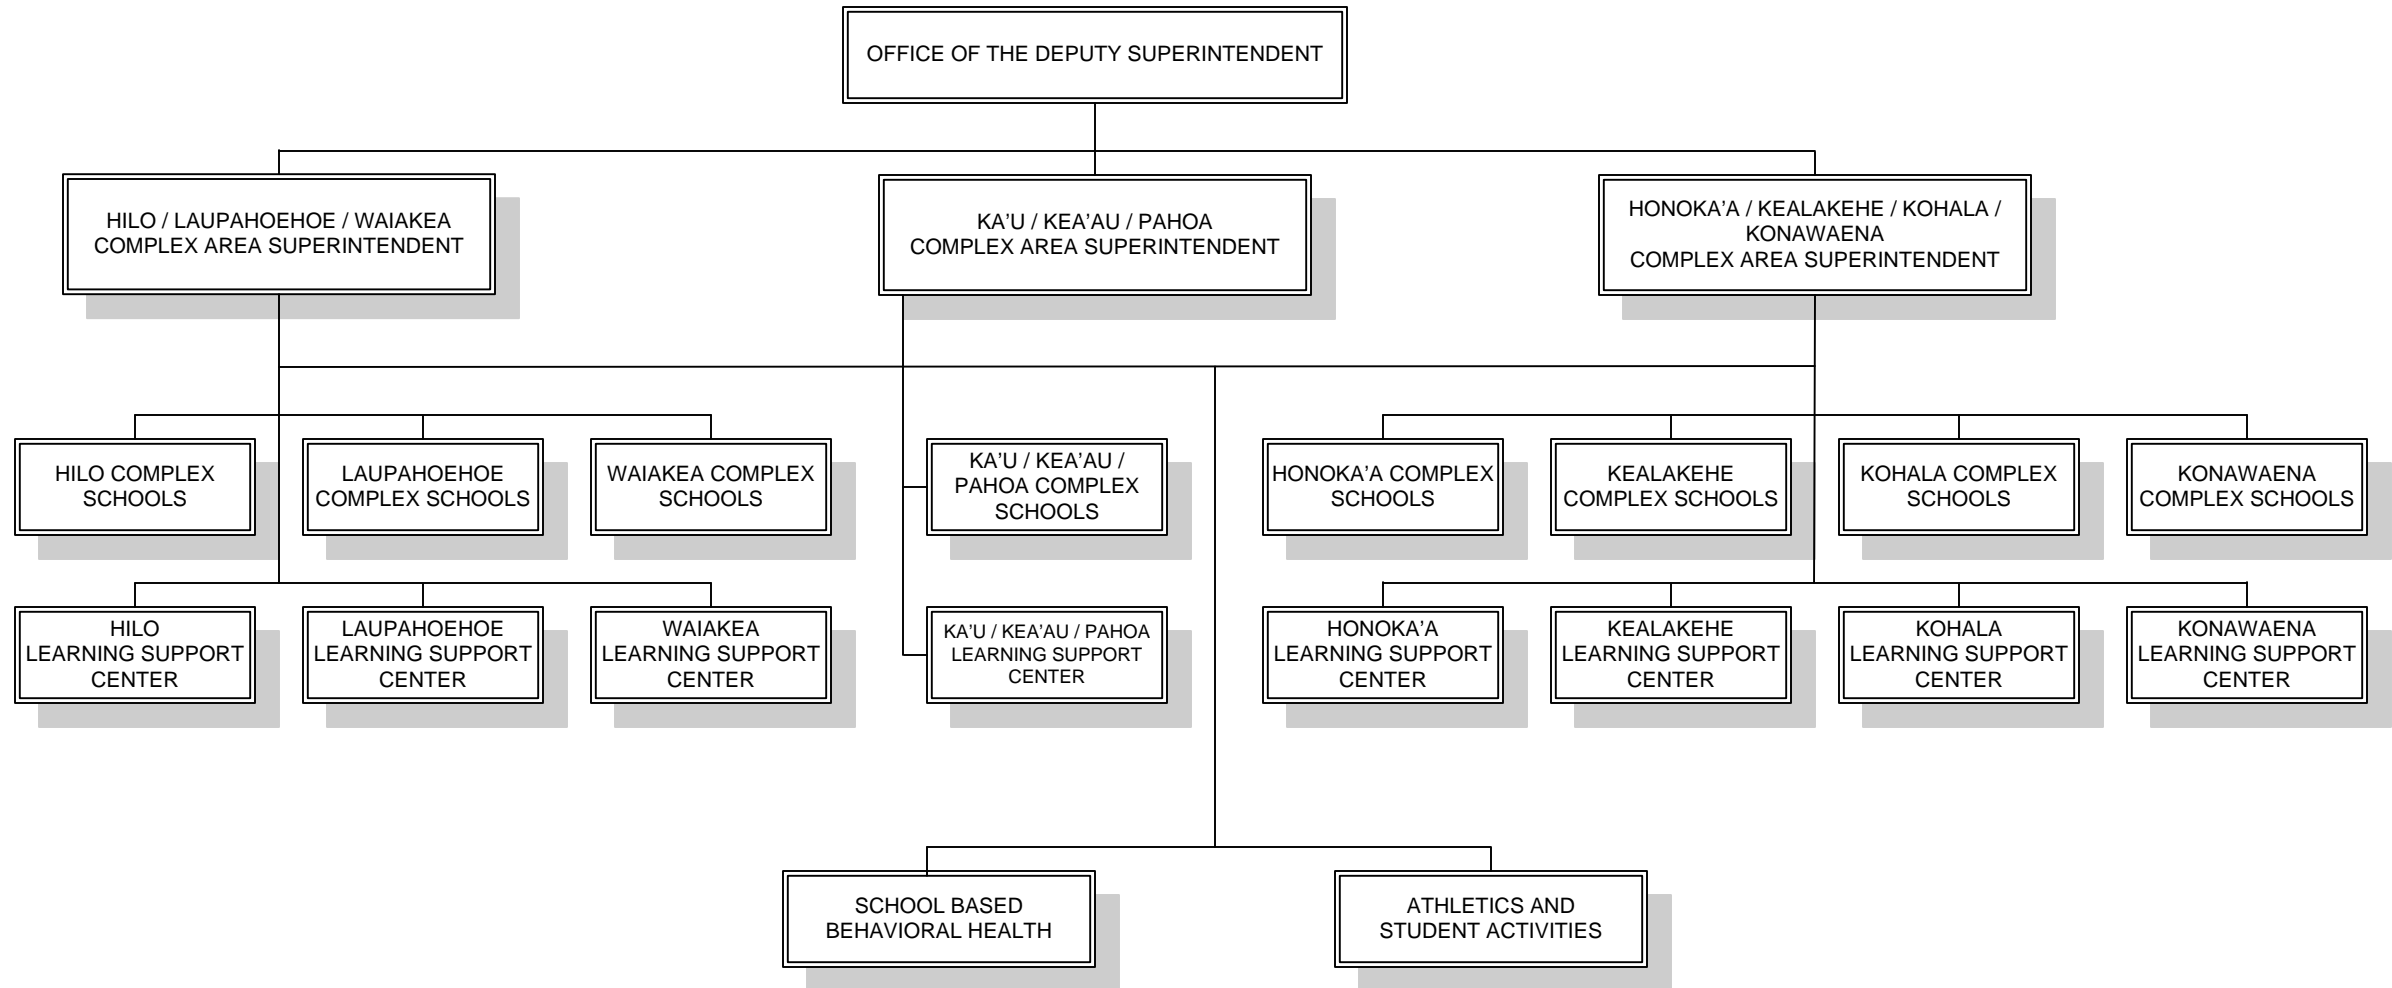 OFFICE OF THE DEPUTY SUPERINTENDENT
HILO / LAUPAHOEHOE / WAIAKEA
COMPLEX AREA SUPERINTENDENT
KA’U / KEA’AU / PAHOA
COMPLEX AREA SUPERINTENDENT
HONOKA’A / KEALAKEHE / KOHALA /
KONAWAENA
COMPLEX AREA SUPERINTENDENT
HILO COMPLEX
SCHOOLS
LAUPAHOEHOE
COMPLEX SCHOOLS
WAIAKEA COMPLEX
SCHOOLS
KA’U / KEA’AU /
PAHOA COMPLEX
SCHOOLS
HONOKA’A COMPLEX
SCHOOLS
KEALAKEHE
COMPLEX SCHOOLS
KOHALA COMPLEX
SCHOOLS
KONAWAENA
COMPLEX SCHOOLS
HILO
LEARNING SUPPORT
CENTER
LAUPAHOEHOE
LEARNING SUPPORT
CENTER
WAIAKEA
LEARNING SUPPORT
CENTER
KA’U / KEA’AU / PAHOA
LEARNING SUPPORT
CENTER
HONOKA’A
LEARNING SUPPORT
CENTER
KEALAKEHE
LEARNING SUPPORT
CENTER
KOHALA
LEARNING SUPPORT
CENTER
KONAWAENA
LEARNING SUPPORT
CENTER
SCHOOL BASED
BEHAVIORAL HEALTH
ATHLETICS AND
STUDENT ACTIVITIES